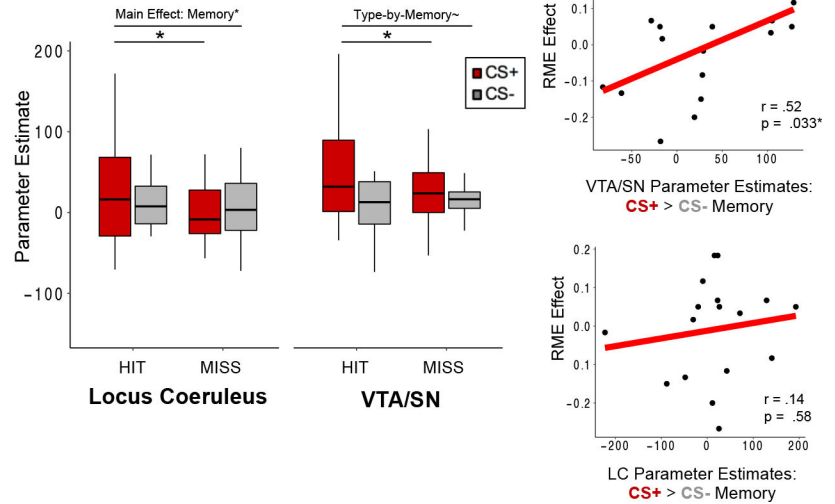 Main Effect: Memory*
*
Type-by-Memory~
*
CS+
CS-
Parameter Estimate
200
100
0
-100
HIT
MISS
HIT
MISS
Locus Coeruleus
VTA/SN
RME Effect
0.1
0.0
-0.1
-0.2
-50
0
50
100
r = .52
p = .033*
VTA/SN Parameter Estimates:
CS+ > CS- Memory
RME Effect
0.2
0.1
0.0
0.1
0.2
-200
-100
0
100
200
r = .14
p = .58
LC Parameter Estimates:
CS+ > CS- Memory